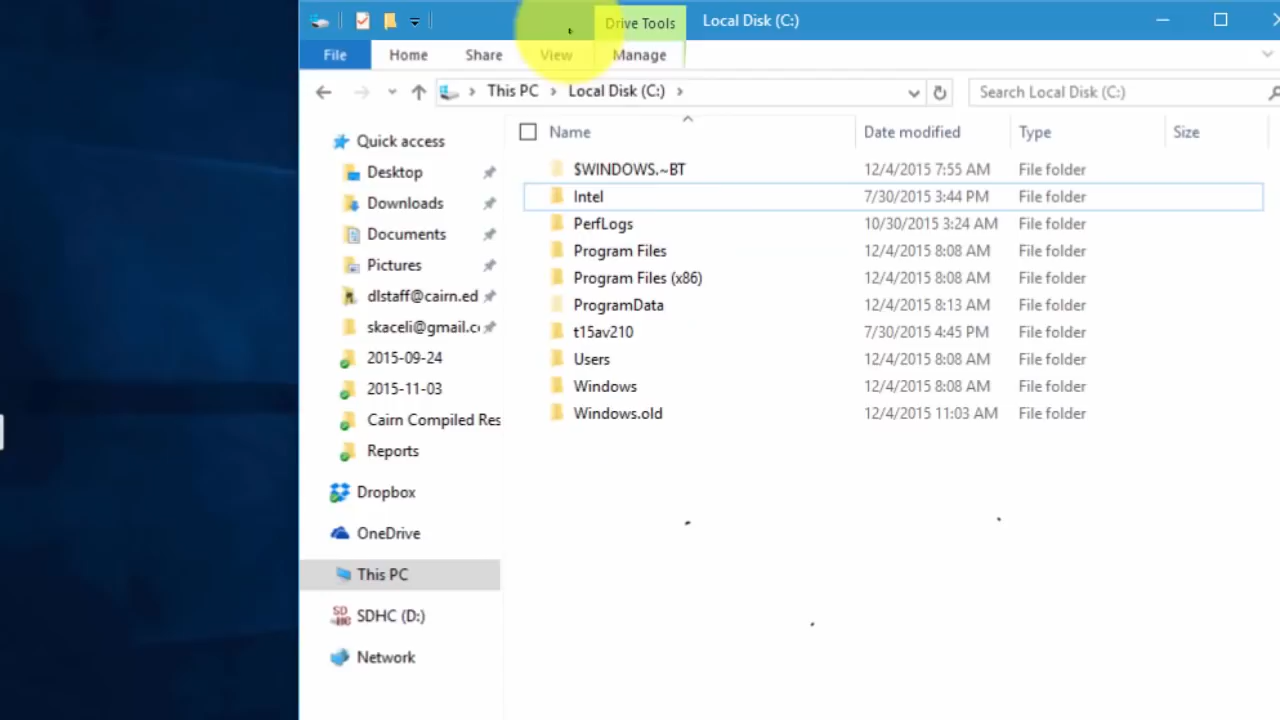 Drive Tools Local Disk (C:)
File Home Share View Manage
This PC Local Disk (C:) Search Local Disk (C:)
Name Date modified Type Size
Quick access
Desktop
Downloads
Documents
Pictures
dlstaff@cairn.ed
skaceli@gmail.c
2015-09-24
2015-11-03
Cairn Compiled Res
Reports
Dropbox
OneDrive
This PC
SDHC (D:)
Network
$WINDOWS.~BT 12/4/2015 7:55 AM File folder
Intel 7/30/2015 3:44 PM File folder
PerfLogs 10/30/2015 3:24 AM File folder
Program Files 12/4/2015 8:08 AM File folder
Program Files (x86) 12/4/2015 8:08 AM File folder
ProgramData 12/4/2015 8:13 AM File folder
t15av210 7/30/2015 4:45 PM File folder
Users 12/4/2015 8:08 AM File folder
Windows 12/4/2015 8:08 AM File folder
Windows.old 12/4/2015 11:03 AM File folder